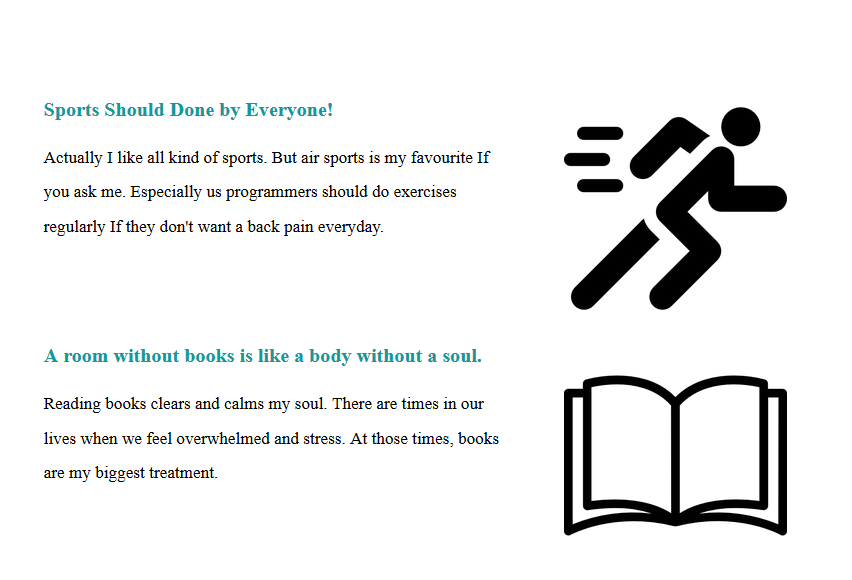 Sports Should Done by Everyone!
Actually I like all kind of sports. But air sports is my favourite If
you ask me. Especially us programmers should do exercises
regularly If they don't want a back pain everyday.
A room without books is like a body without a soul.
Reading books clears and calms my soul. There are times in our
lives when we feel overwhelmed and stress. At those times, books
are my biggest treatment.